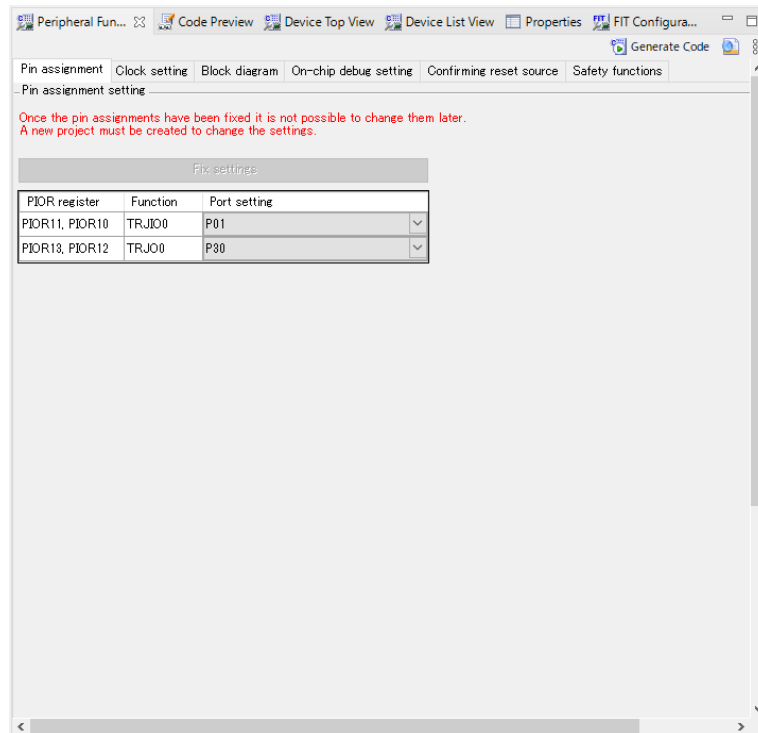 Peripheral Fun... Code Preview Device Top View Device List View Properties FIT Configura...
Generate Code
Pin assignment Clock setting Block diagram On-chip debug setting Confirming reset source Safety functions
Pin assignment setting
Once the pin assignments have been fixed it is not possible to change them later.
A new project must be created to change the settings.
Fix settings
PIOR register Function Port setting
PIOR11, PIOR10 TRJIO0 P01
PIOR13, PIOR12 TRJO0 P30